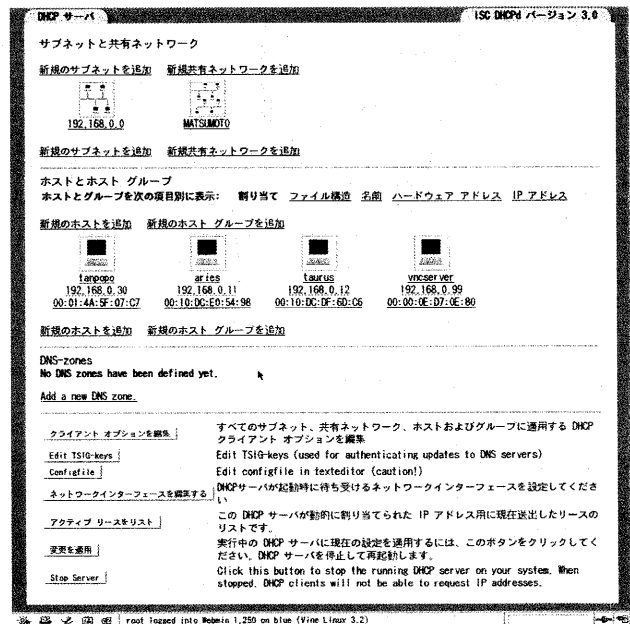 DHCP サーバ
ISC DHCPd バージョン 3.0
サブネットと共有ネットワーク
新規のサブネットを追加 新規共有ネットワークを追加
192.168.0.0 MATSUMOTO
新規のサブネットを追加 新規共有ネットワークを追加
ホストとホスト グループ
ホストとグループを次の項目別に表示: 割り当て ファイル構造 名前 ハードウェア アドレス IP アドレス
新規のホストを追加 新規のホスト グループを追加
tanpopo aries taurus vncserver
192.168.0.30 192.168.0.11 192.168.0.12 192.168.0.99
00:01:4A:5F:07:C7 00:10:DC:E0:54:98 00:10:DC:DF:6D:C6 00:00:0E:D7:0E:80
新規のホストを追加 新規のホスト グループを追加
DNS-zones
No DNS zones have been defined yet.
Add a new DNS zone.
クライアント オプションを編集 すべてのサブネット、共有ネットワーク、ホストおよびグループに適用する DHCP
クライアント オプションを編集
Edit TSIG-keys Edit TSIG-keys (used for authenticating updates to DNS servers)
Configfile Edit configfile in texteditor (caution!)
ネットワークインターフェースを編集する DHCPサーバが起動時に待ち受けるネットワークインターフェースを設定してくださ
い
アクティブ リースをリスト この DHCP サーバが動的に割り当てられた IP アドレス用に現在送出したリースの
リストです。
変更を適用 実行中の DHCP サーバに現在の設定を適用するには、このボタンをクリックしてく
ださい。DHCP サーバを停止して再起動します。
Stop Server Click this button to stop the running DHCP server on your system. When
stopped, DHCP clients will not be able to request IP addresses.
root logged into Webmin 1.250 on blue (Vine Linux 3.2)